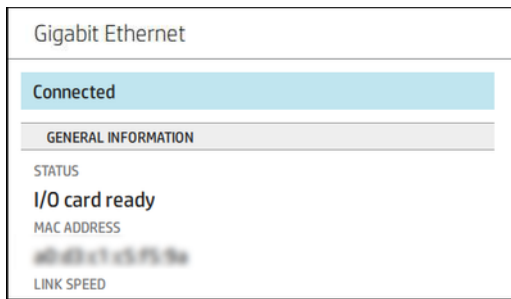 Gigabit Ethernet
Connected
GENERAL INFORMATION
STATUS
I/O card ready
MAC ADDRESS
LINK SPEED